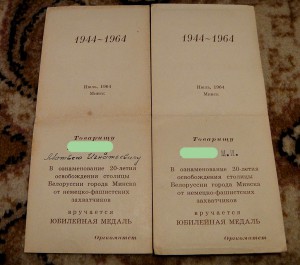 1944~1964
Июль, 1964
Минск
Товарищу
В ознаменование 20-летия
освобождения столицы
Белоруссии города Минска
от немецко-фашистских
захватчиков
вручается
ЮБИЛЕЙНАЯ МЕДАЛЬ
Оргкомитет
1944~1964
Июль, 1964
Минск
Товарищу
В ознаменование 20-летия
освобождения столицы
Белоруссии города Минска
от немецко-фашистских
захватчиков
вручается
ЮБИЛЕЙНАЯ МЕДАЛЬ
Оргкомитет